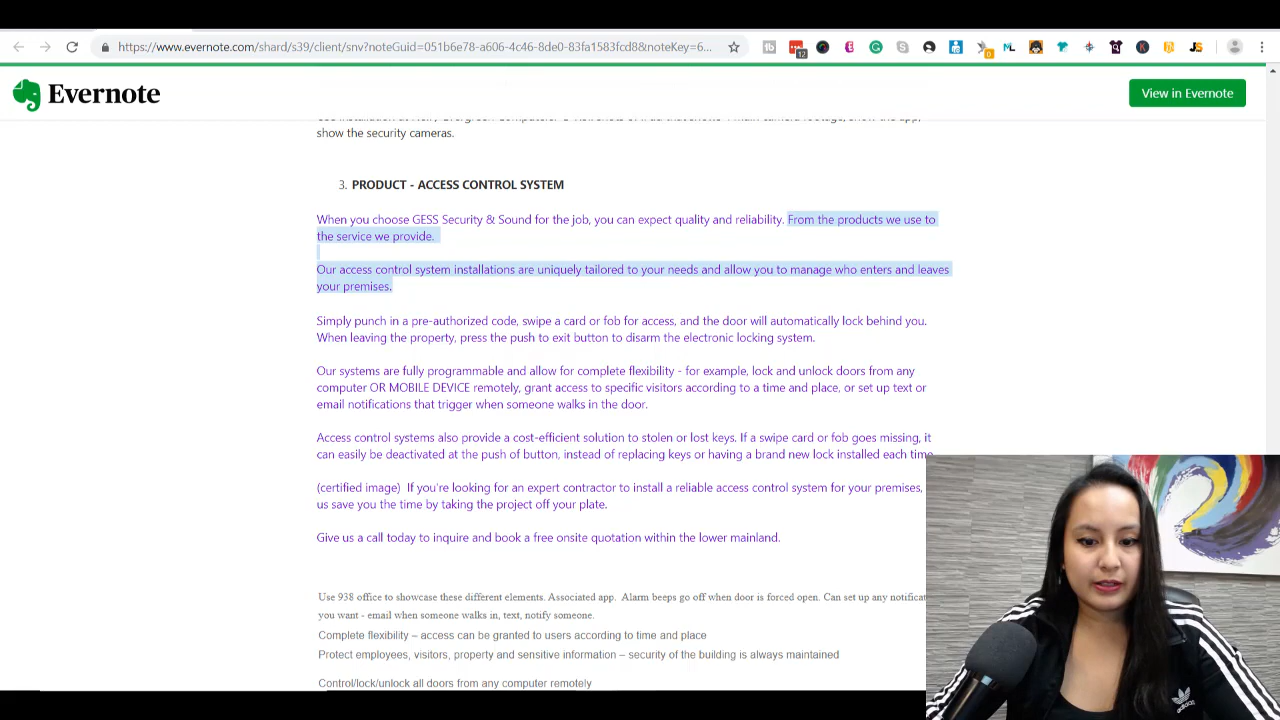 https://www.evernote.com/shard/s39/client/snv?noteGuid=051b6e78-a606-4c46-8de0-83fa1583fcd8&noteKey=6...
12
ML
K
JS
Evernote
View in Evernote
show the security cameras.
3. PRODUCT - ACCESS CONTROL SYSTEM
When you choose GESS Security & Sound for the job, you can expect quality and reliability. From the products we use to
the service we provide.
Our access control system installations are uniquely tailored to your needs and allow you to manage who enters and leaves
your premises.
Simply punch in a pre-authorized code, swipe a card or fob for access, and the door will automatically lock behind you.
When leaving the property, press the push to exit button to disarm the electronic locking system.
Our systems are fully programmable and allow for complete flexibility - for example, lock and unlock doors from any
computer OR MOBILE DEVICE remotely, grant access to specific visitors according to a time and place, or set up text or
email notifications that trigger when someone walks in the door.
Access control systems also provide a cost-efficient solution to stolen or lost keys. If a swipe card or fob goes missing, it
can easily be deactivated at the push of button, instead of replacing keys or having a brand new lock installed each time.
(certified image) If you're looking for an expert contractor to install a reliable access control system for your premises,
us save you the time by taking the project off your plate.
Give us a call today to inquire and book a free onsite quotation within the lower mainland.
Use 938 office to showcase these different elements. Associated app. Alarm beeps go off when door is forced open. Can set up any
you want - email when someone walks in, text, notify someone.
Complete flexibility – access can be granted to users according to time and place
Protect employees, visitors, property and sensitive information – security of the building is always maintained
Control/lock/unlock all doors from any computer remotely